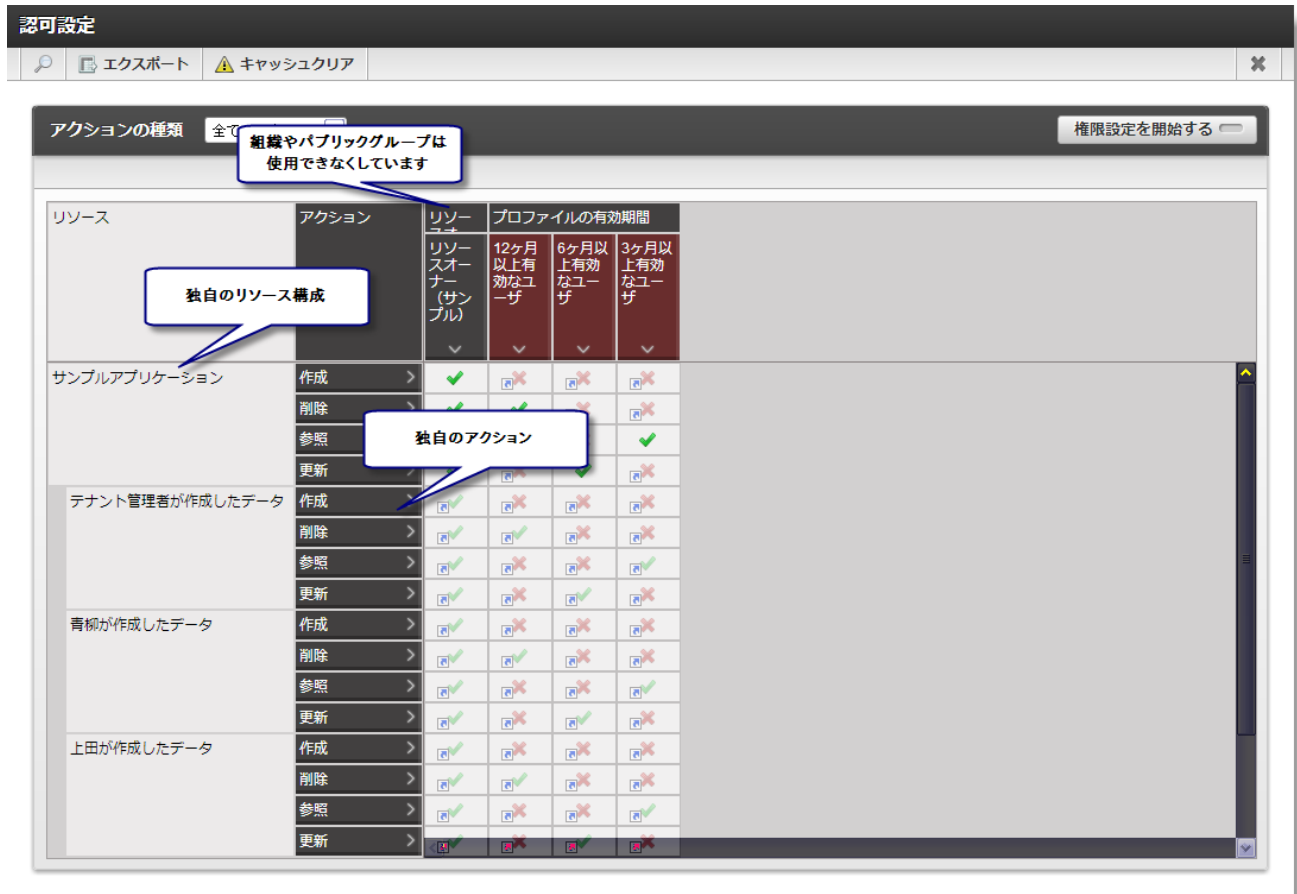 認可設定
エクスポート
キャッシュクリア
アクションの種類
全て
権限設定を開始する
組織やパブリックグループは
使用できなくしています
リソース
アクション
リソー
プロファイルの有効期間
リソー
スオー
ナー
（サン
プル）
12ヶ月
以上有
効なユ
ーザ
6ヶ月以
上有効
なユー
ザ
3ヶ月以
上有効
なユー
ザ
独自のリソース構成
サンプルアプリケーション
作成
削除
参照
更新
独自のアクション
テナント管理者が作成したデータ
作成
削除
参照
更新
青柳が作成したデータ
作成
削除
参照
更新
上田が作成したデータ
作成
削除
参照
更新